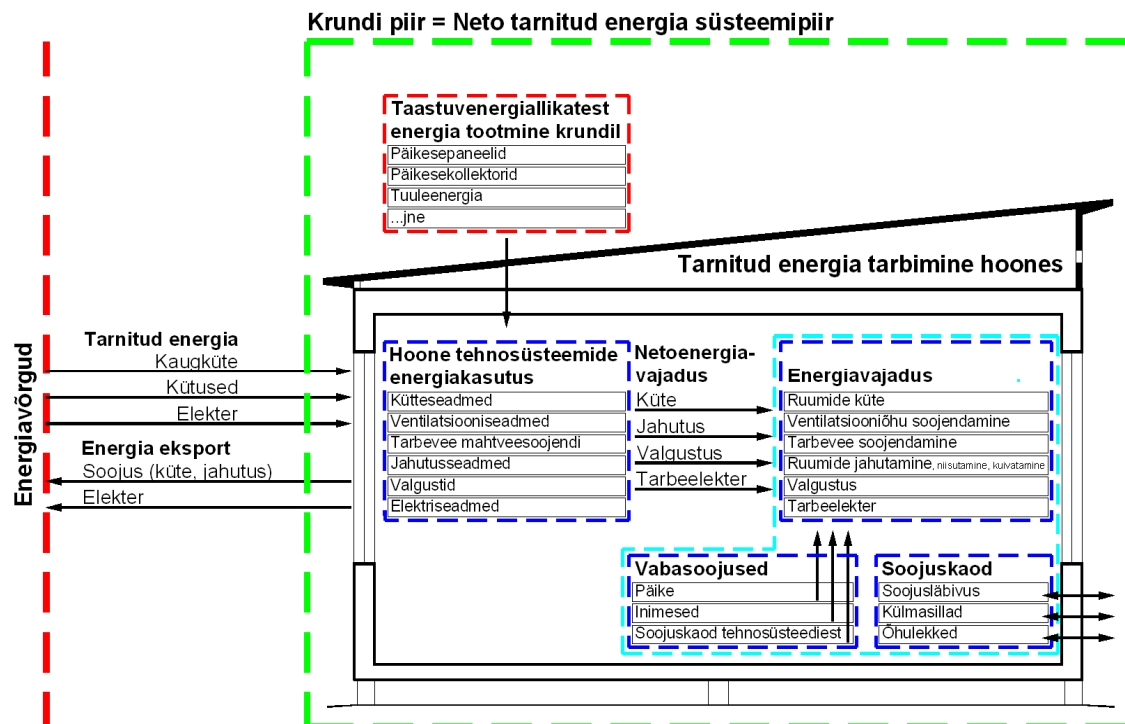 Krundi piir = Neto tarnitud energia süsteemipiir
Taastuvenergiallikatest
energia tootmine krundil
Päikesepaneelid
Päikesekollektorid
Tuuleenergia
...jne
Tarnitud energia tarbimine hoones
Energiavõrgud
Tarnitud energia
Kaugküte
Kütused
Elekter
Energia eksport
Soojus (küte, jahutus)
Elekter
Hoone tehnosüsteemide
energiakasutus
Kütteseadmed
Ventilatsiooniseadmed
Tarbevee mahtveesoojendi
Jahutusseadmed
Valgustid
Elektriseadmed
Netoenergia-
vajadus
Küte
Jahutus
Valgustus
Tarbeelekter
Energiavajadus
Ruumide küte
Ventilatsiooniõhu soojendamine
Tarbevee soojendamine
Ruumide jahutamine, niisutamine, kuivatamine
Valgustus
Tarbeelekter
Vabasoojused
Päike
Inimesed
Soojuskaod tehnosüsteediest
Soojuskaod
Soojusläbivus
Külmasillad
Õhulekked